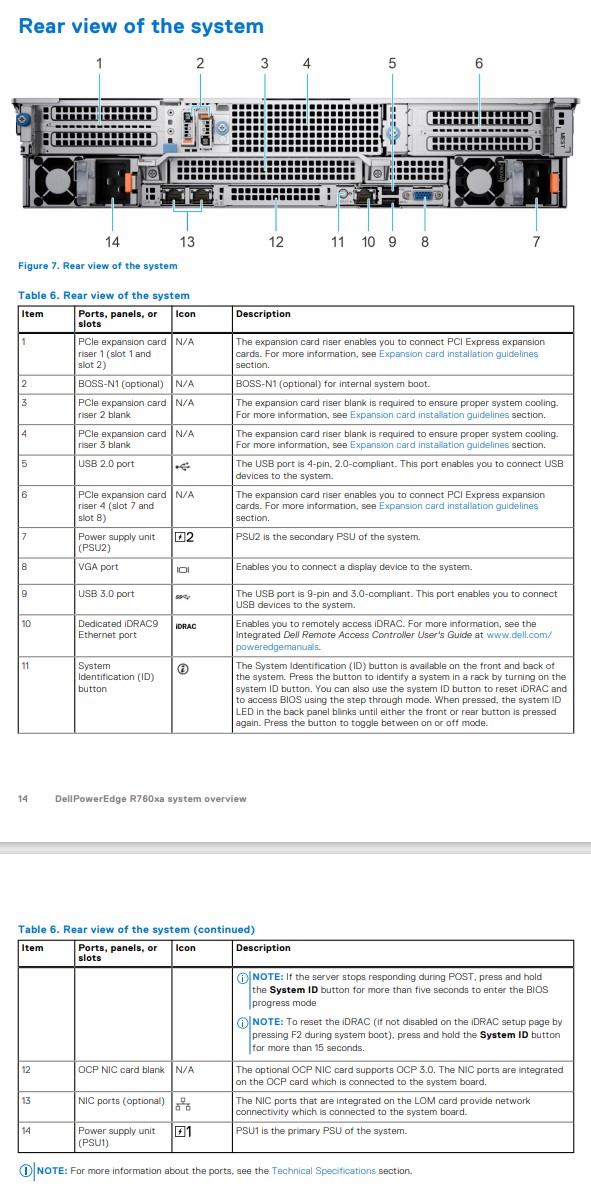 Rear view of the system
1 2 3 4 5 6
14 13 12 11 10 9 8 7
Figure 7. Rear view of the system
Table 6. Rear view of the system
Item Ports, panels, or slots Icon Description
1 PCIe expansion card riser 1 (slot 1 and slot 2) N/A The expansion card riser enables you to connect PCI Express expansion cards. For more information, see Expansion card installation guidelines section.
2 BOSS-N1 (optional) N/A BOSS-N1 (optional) for internal system boot.
3 PCIe expansion card riser 2 blank N/A The expansion card riser blank is required to ensure proper system cooling. For more information, see Expansion card installation guidelines section.
4 PCIe expansion card riser 3 blank N/A The expansion card riser blank is required to ensure proper system cooling. For more information, see Expansion card installation guidelines section.
5 USB 2.0 port The USB port is 4-pin, 2.0-compliant. This port enables you to connect USB devices to the system.
6 PCIe expansion card riser 4 (slot 7 and slot 8) N/A The expansion card riser enables you to connect PCI Express expansion cards. For more information, see Expansion card installation guidelines section.
7 Power supply unit (PSU2) 2 PSU2 is the secondary PSU of the system.
8 VGA port Enables you to connect a display device to the system.
9 USB 3.0 port The USB port is 9-pin and 3.0-compliant. This port enables you to connect USB devices to the system.
10 Dedicated iDRAC9 Ethernet port iDRAC Enables you to remotely access iDRAC. For more information, see the Integrated Dell Remote Access Controller User's Guide at www.dell.com/poweredgemanuals.
11 System Identification (ID) button The System Identification (ID) button is available on the front and back of the system. Press the button to identify a system in a rack by turning on the system ID button. You can also use the system ID button to reset iDRAC and to access BIOS using the step through mode. When pressed, the system ID LED in the back panel blinks until either the front or rear button is pressed again. Press the button to toggle between on or off mode.
14 DellPowerEdge R760xa system overview
Table 6. Rear view of the system (continued)
Item Ports, panels, or slots Icon Description
NOTE: If the server stops responding during POST, press and hold the System ID button for more than five seconds to enter the BIOS progress mode
NOTE: To reset the iDRAC (if not disabled on the iDRAC setup page by pressing F2 during system boot), press and hold the System ID button for more than 15 seconds.
12 OCP NIC card blank N/A The optional OCP NIC card supports OCP 3.0. The NIC ports are integrated on the OCP card which is connected to the system board.
13 NIC ports (optional) The NIC ports that are integrated on the LOM card provide network connectivity which is connected to the system board.
14 Power supply unit (PSU1) 1 PSU1 is the primary PSU of the system.
NOTE: For more information about the ports, see the Technical Specifications section.